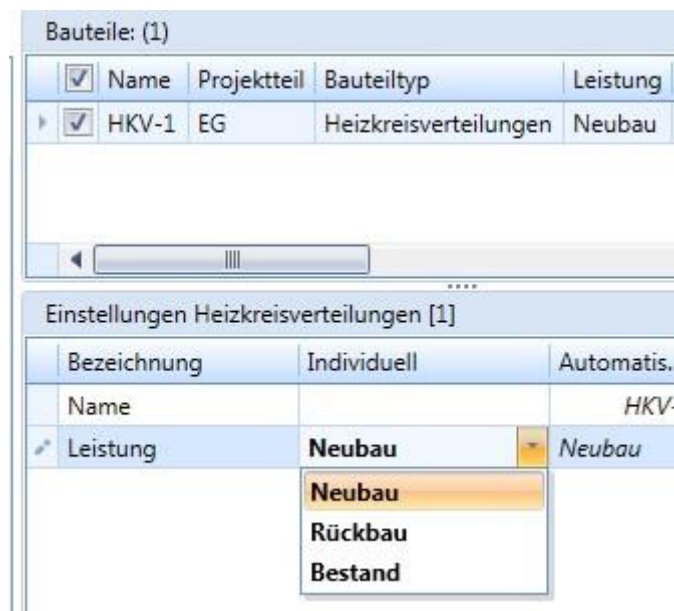 Bauteile: (1)
Name Projektteil Bauteiltyp Leistung
HKV-1 EG Heizkreisverteilungen Neubau
Einstellungen Heizkreisverteilungen [1]
Bezeichnung Individuell Automatis.
Name HKV-
Leistung Neubau Neubau
Neubau
Rückbau
Bestand